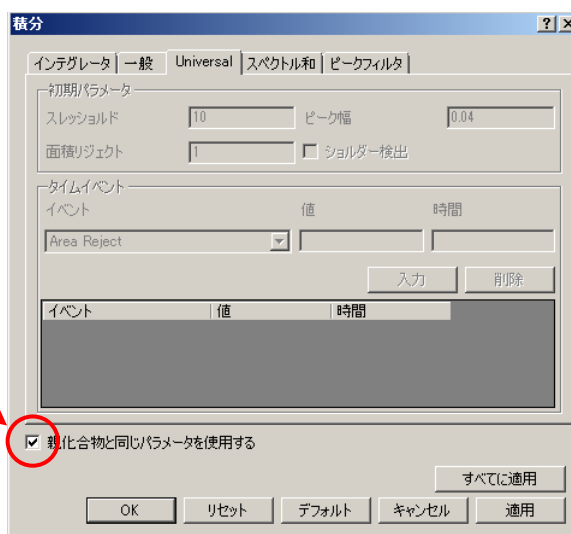 積分
インテグレータ 一般 Universal スペクトル和 ピークフィルタ
初期パラメータ
スレッショルド 10 ピーク幅 0.04
面積リジェクト 1 ショルダー検出
タイムイベント
イベント 値 時間
Area Reject
入力 削除
イベント 値 時間
親化合物と同じパラメータを使用する
すべてに適用
OK リセット デフォルト キャンセル 適用